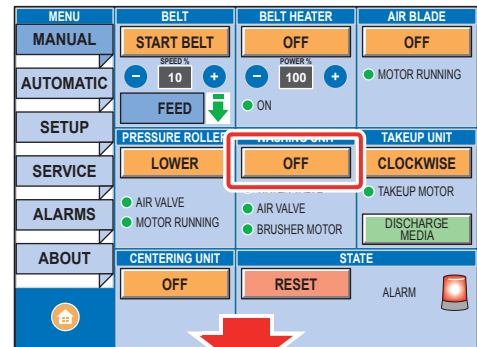 MENU
MANUAL
AUTOMATIC
SETUP
SERVICE
ALARMS
ABOUT
BELT
START BELT
SPEED %
10
FEED
BELT HEATER
OFF
POWER %
100
ON
AIR BLADE
OFF
MOTOR RUNNING
PRESSURE ROLLER
LOWER
AIR VALVE
MOTOR RUNNING
WASHING UNIT
OFF
AIR VALVE
BRUSHER MOTOR
TAKEUP UNIT
CLOCKWISE
TAKEUP MOTOR
DISCHARGE
MEDIA
CENTERING UNIT
OFF
STATE
RESET
ALARM